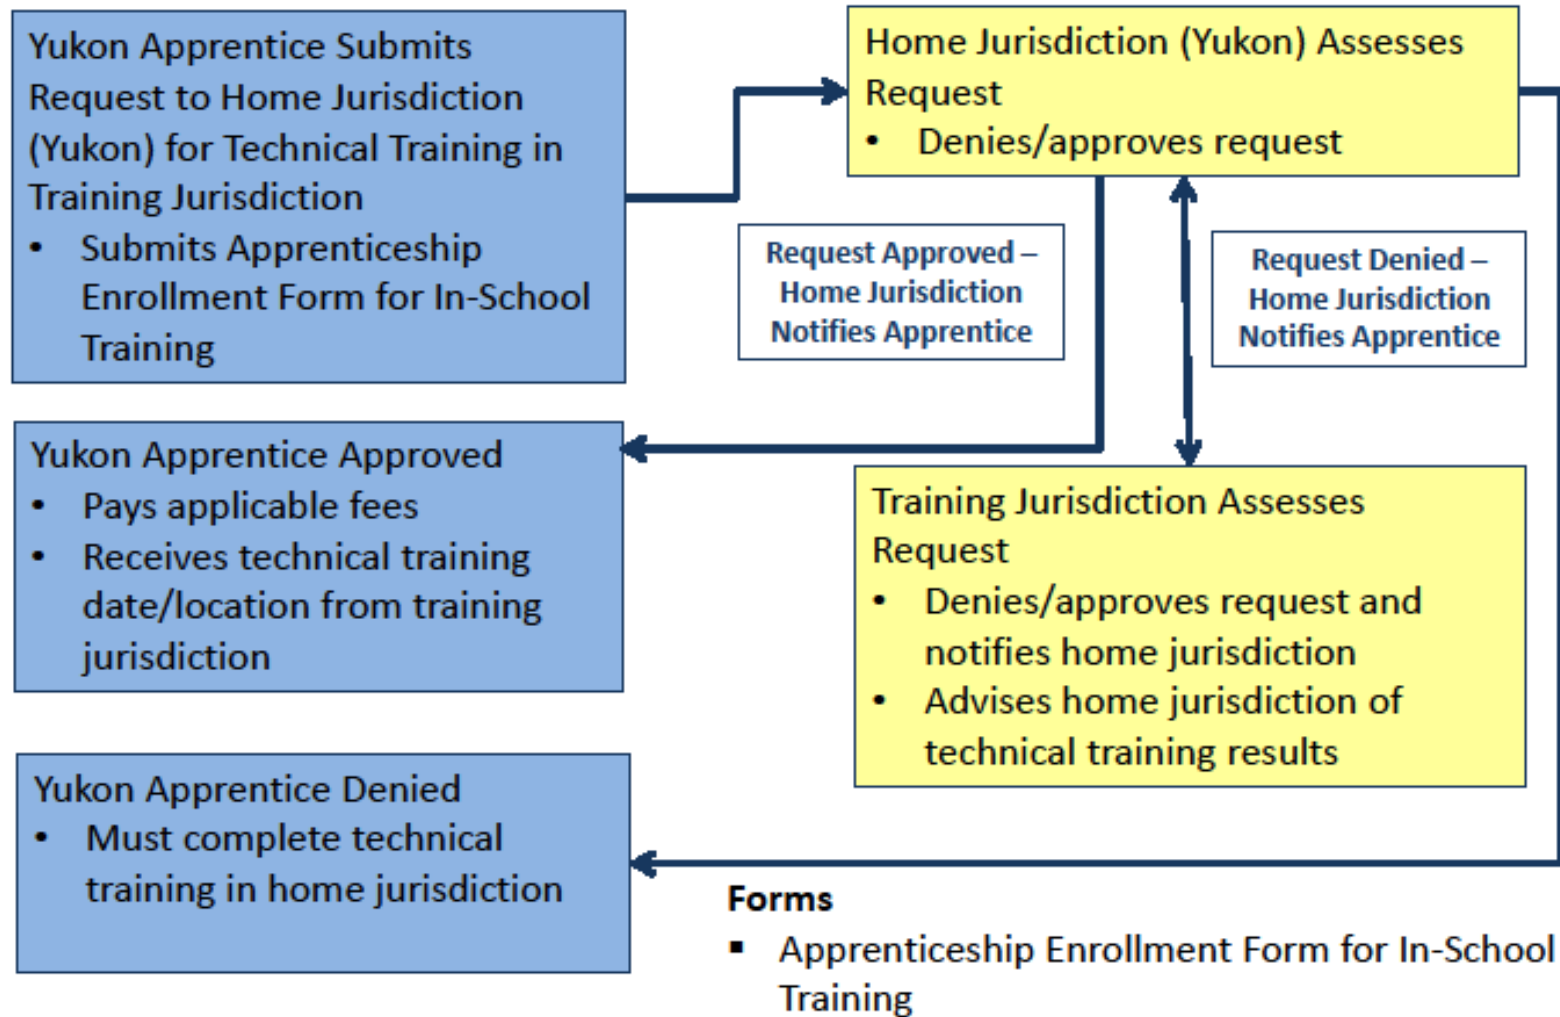 Yukon Apprentice Submits
Request to Home Jurisdiction
(Yukon) for Technical Training in
Training Jurisdiction
• Submits Apprenticeship
Enrollment Form for In-School
Training
Home Jurisdiction (Yukon) Assesses
Request
• Denies/approves request
Request Approved –
Home Jurisdiction
Notifies Apprentice
Request Denied –
Home Jurisdiction
Notifies Apprentice
Yukon Apprentice Approved
• Pays applicable fees
• Receives technical training
date/location from training
jurisdiction
Training Jurisdiction Assesses
Request
• Denies/approves request and
notifies home jurisdiction
• Advises home jurisdiction of
technical training results
Yukon Apprentice Denied
• Must complete technical
training in home jurisdiction
Forms
▪ Apprenticeship Enrollment Form for In-School
Training